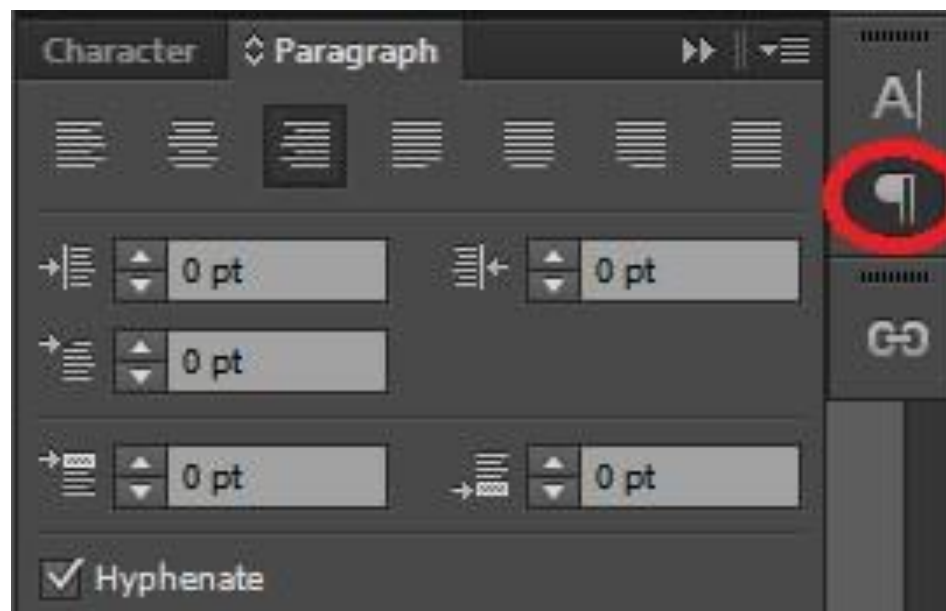 Character Paragraph
A
¶
0 pt 0 pt
0 pt
0 pt 0 pt
Hyphenate